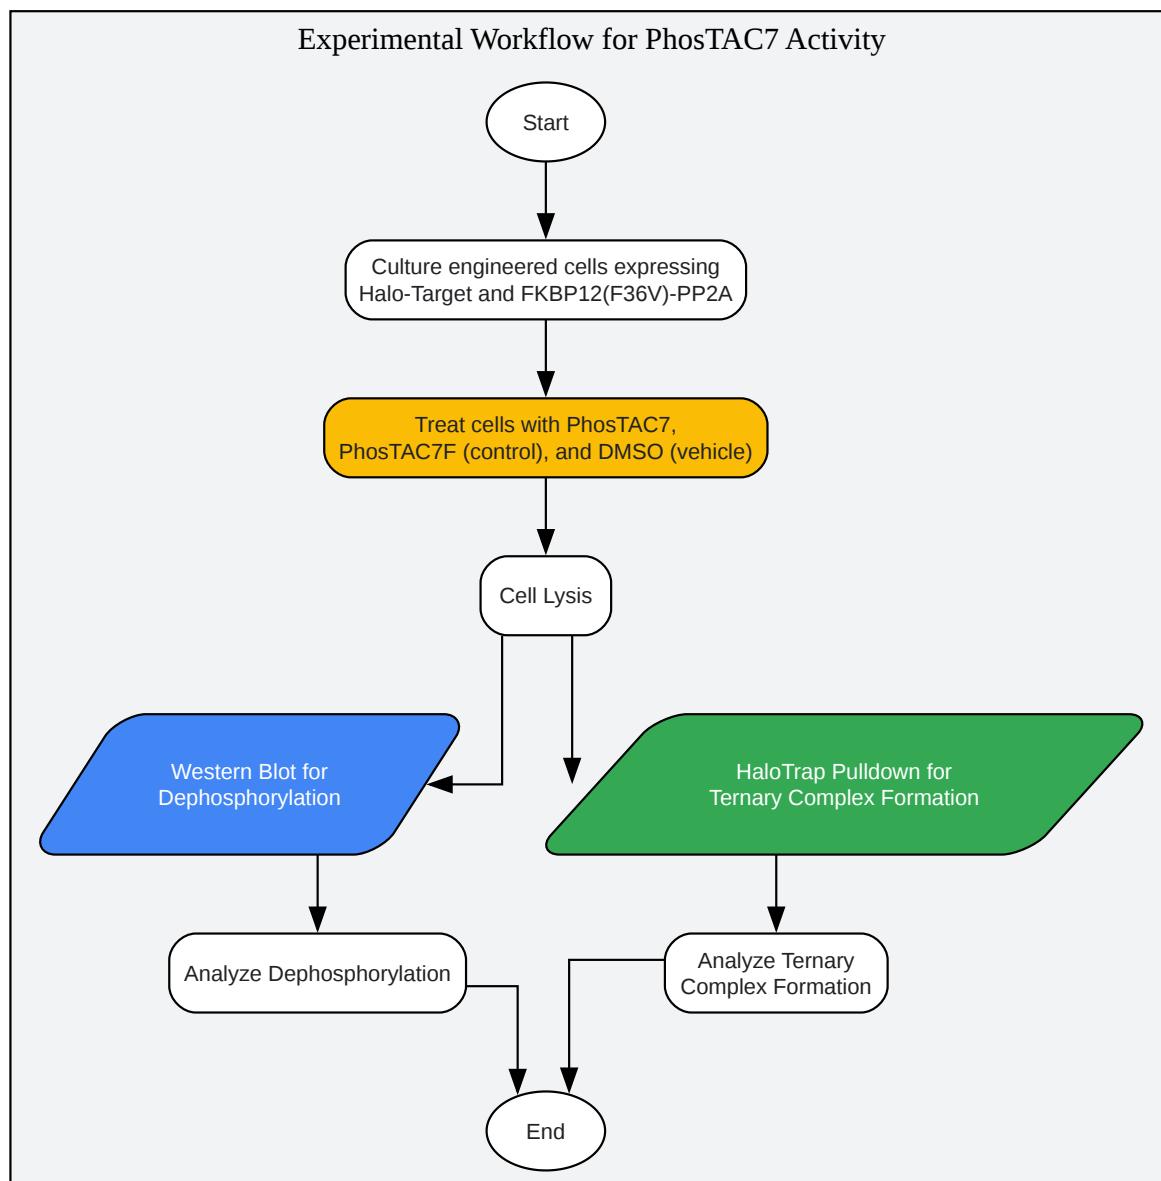 Experimental Workflow for PhosTAC7 Activity
Start
Culture engineered cells expressing
Halo-Target and FKBP12(F36V)-PP2A
Treat cells with PhosTAC7,
PhosTAC7F (control), and DMSO (vehicle)
Cell Lysis
Western Blot for
Dephosphorylation
HaloTrap Pulldown for
Ternary Complex Formation
Analyze Dephosphorylation
Analyze Ternary
Complex Formation
End